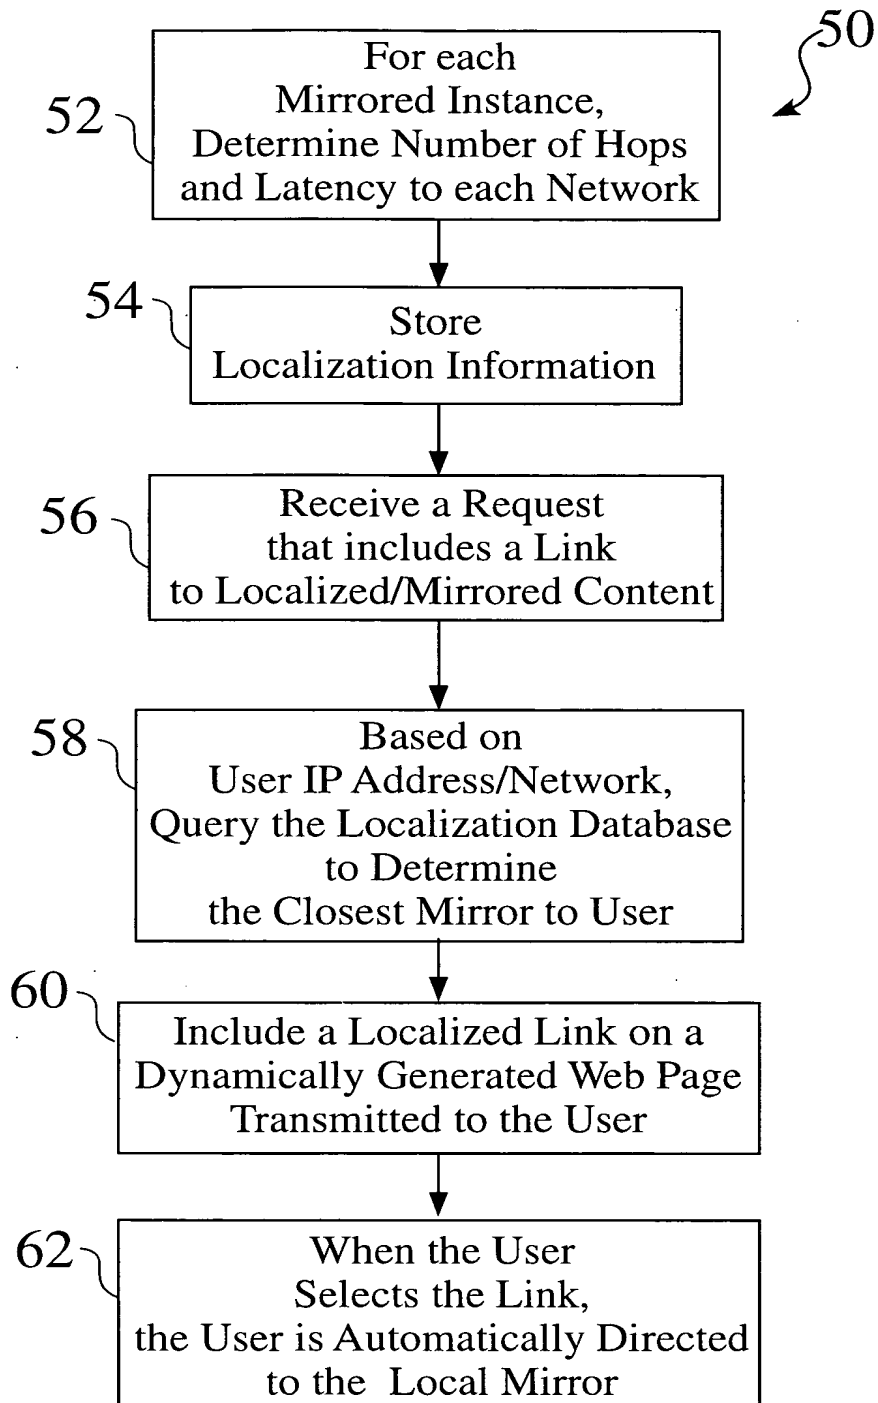 50
52
For each
Mirrored Instance,
Determine Number of Hops
and Latency to each Network
54
Store
Localization Information
56
Receive a Request
that includes a Link
to Localized/Mirrored Content
58
Based on
User IP Address/Network,
Query the Localization Database
to Determine
the Closest Mirror to User
60
Include a Localized Link on a
Dynamically Generated Web Page
Transmitted to the User
62
When the User
Selects the Link,
the User is Automatically Directed
to the Local Mirror